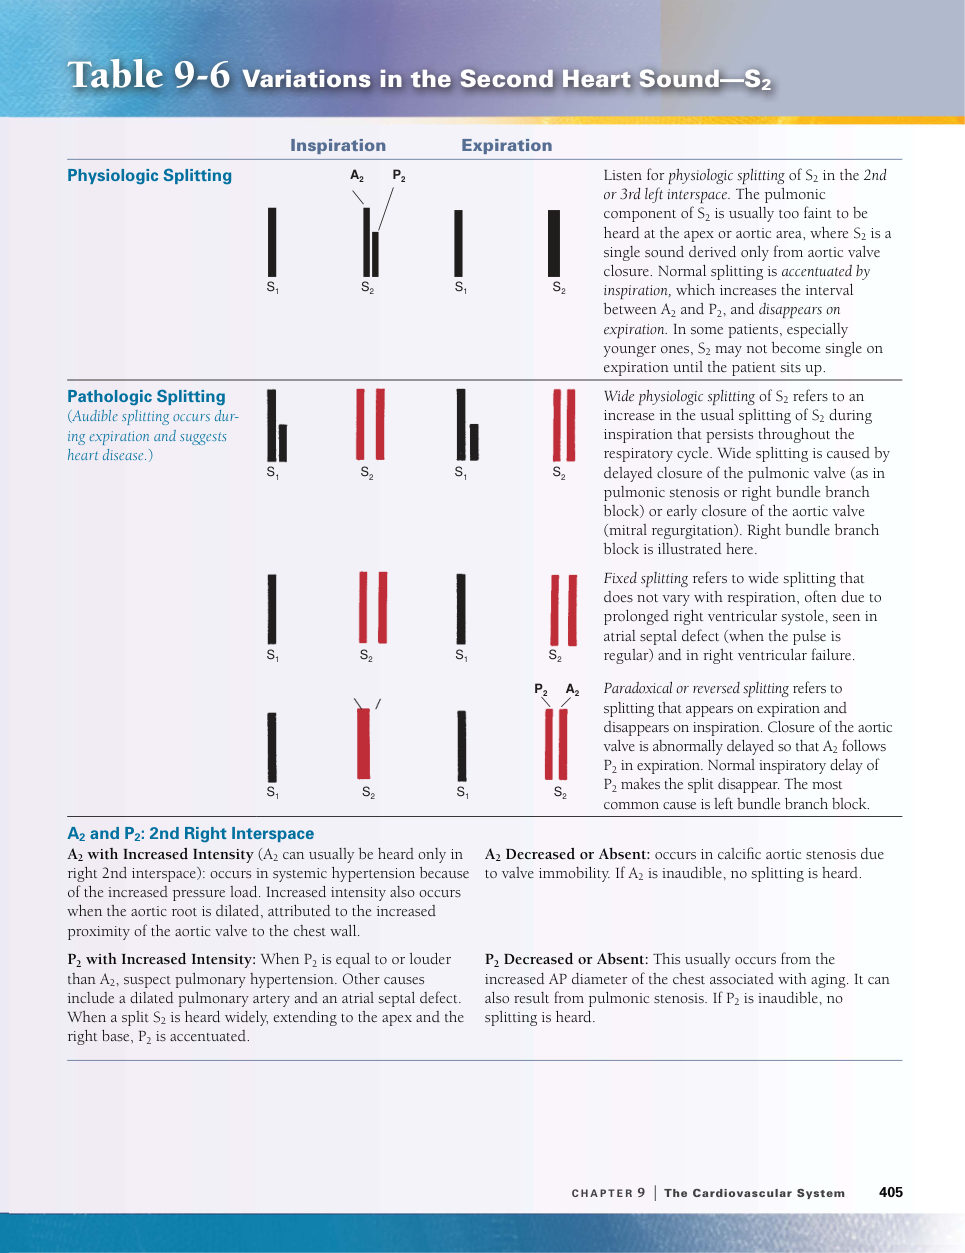 Table 9-6 Variations in the Second Heart Sound—S₂
Inspiration Expiration
Physiologic Splitting
A₂ P₂
S₁ S₂ S₁ S₂
Listen for physiologic splitting of S₂ in the 2nd
or 3rd left interspace. The pulmonic
component of S₂ is usually too faint to be
heard at the apex or aortic area, where S₂ is a
single sound derived only from aortic valve
closure. Normal splitting is accentuated by
inspiration, which increases the interval
between A₂ and P₂, and disappears on
expiration. In some patients, especially
younger ones, S₂ may not become single on
expiration until the patient sits up.
Pathologic Splitting
(Audible splitting occurs dur-
ing expiration and suggests
heart disease.)
S₁ S₂ S₁ S₂
Wide physiologic splitting of S₂ refers to an
increase in the usual splitting of S₂ during
inspiration that persists throughout the
respiratory cycle. Wide splitting is caused by
delayed closure of the pulmonic valve (as in
pulmonic stenosis or right bundle branch
block) or early closure of the aortic valve
(mitral regurgitation). Right bundle branch
block is illustrated here.
S₁ S₂ S₁ S₂
Fixed splitting refers to wide splitting that
does not vary with respiration, often due to
prolonged right ventricular systole, seen in
atrial septal defect (when the pulse is
regular) and in right ventricular failure.
P₂ A₂
S₁ S₂ S₁ S₂
Paradoxical or reversed splitting refers to
splitting that appears on expiration and
disappears on inspiration. Closure of the aortic
valve is abnormally delayed so that A₂ follows
P₂ in expiration. Normal inspiratory delay of
P₂ makes the split disappear. The most
common cause is left bundle branch block.
A₂ and P₂: 2nd Right Interspace
A₂ with Increased Intensity (A₂ can usually be heard only in
right 2nd interspace): occurs in systemic hypertension because
of the increased pressure load. Increased intensity also occurs
when the aortic root is dilated, attributed to the increased
proximity of the aortic valve to the chest wall.
A₂ Decreased or Absent: occurs in calcific aortic stenosis due
to valve immobility. If A₂ is inaudible, no splitting is heard.
P₂ with Increased Intensity: When P₂ is equal to or louder
than A₂, suspect pulmonary hypertension. Other causes
include a dilated pulmonary artery and an atrial septal defect.
When a split S₂ is heard widely, extending to the apex and the
right base, P₂ is accentuated.
P₂ Decreased or Absent: This usually occurs from the
increased AP diameter of the chest associated with aging. It can
also result from pulmonic stenosis. If P₂ is inaudible, no
splitting is heard.
CHAPTER 9 | The Cardiovascular System 405